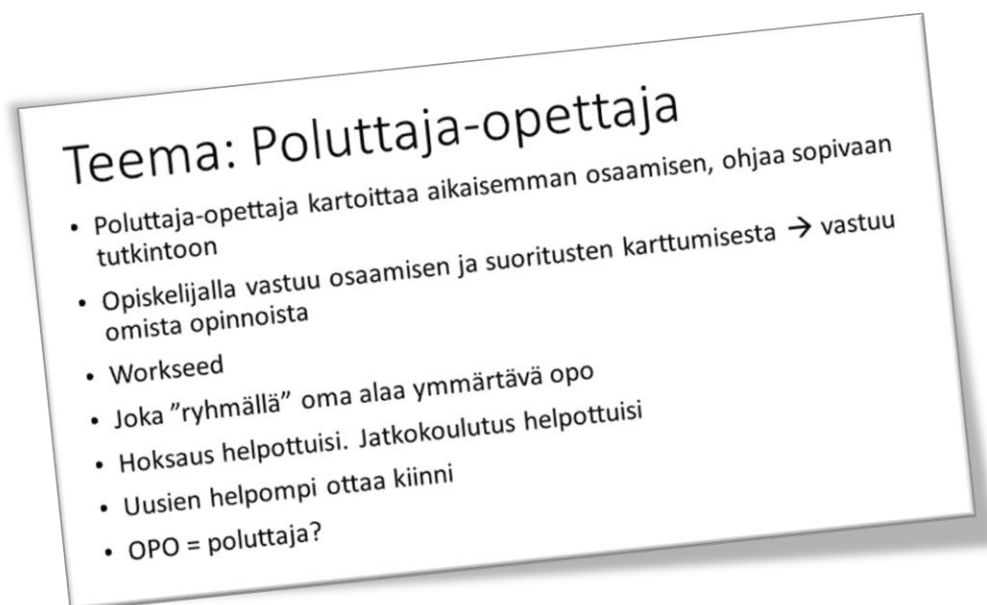 Teema: Poluttaja-opettaja
• Poluttaja-opettaja kartoittaa aikaisemman osaamisen, ohjaa sopivaan
tutkintoon
• Opiskelijalla vastuu osaamisen ja suoritusten karttumisesta → vastuu
omista opinnoista
• Workseed
• Joka ”ryhmällä” oma alaa ymmärtävä opo
• Hoksaus helpottuisi. Jatkokoulutus helpottuisi
• Uusien helpompi ottaa kiinni
• OPO = poluttaja?